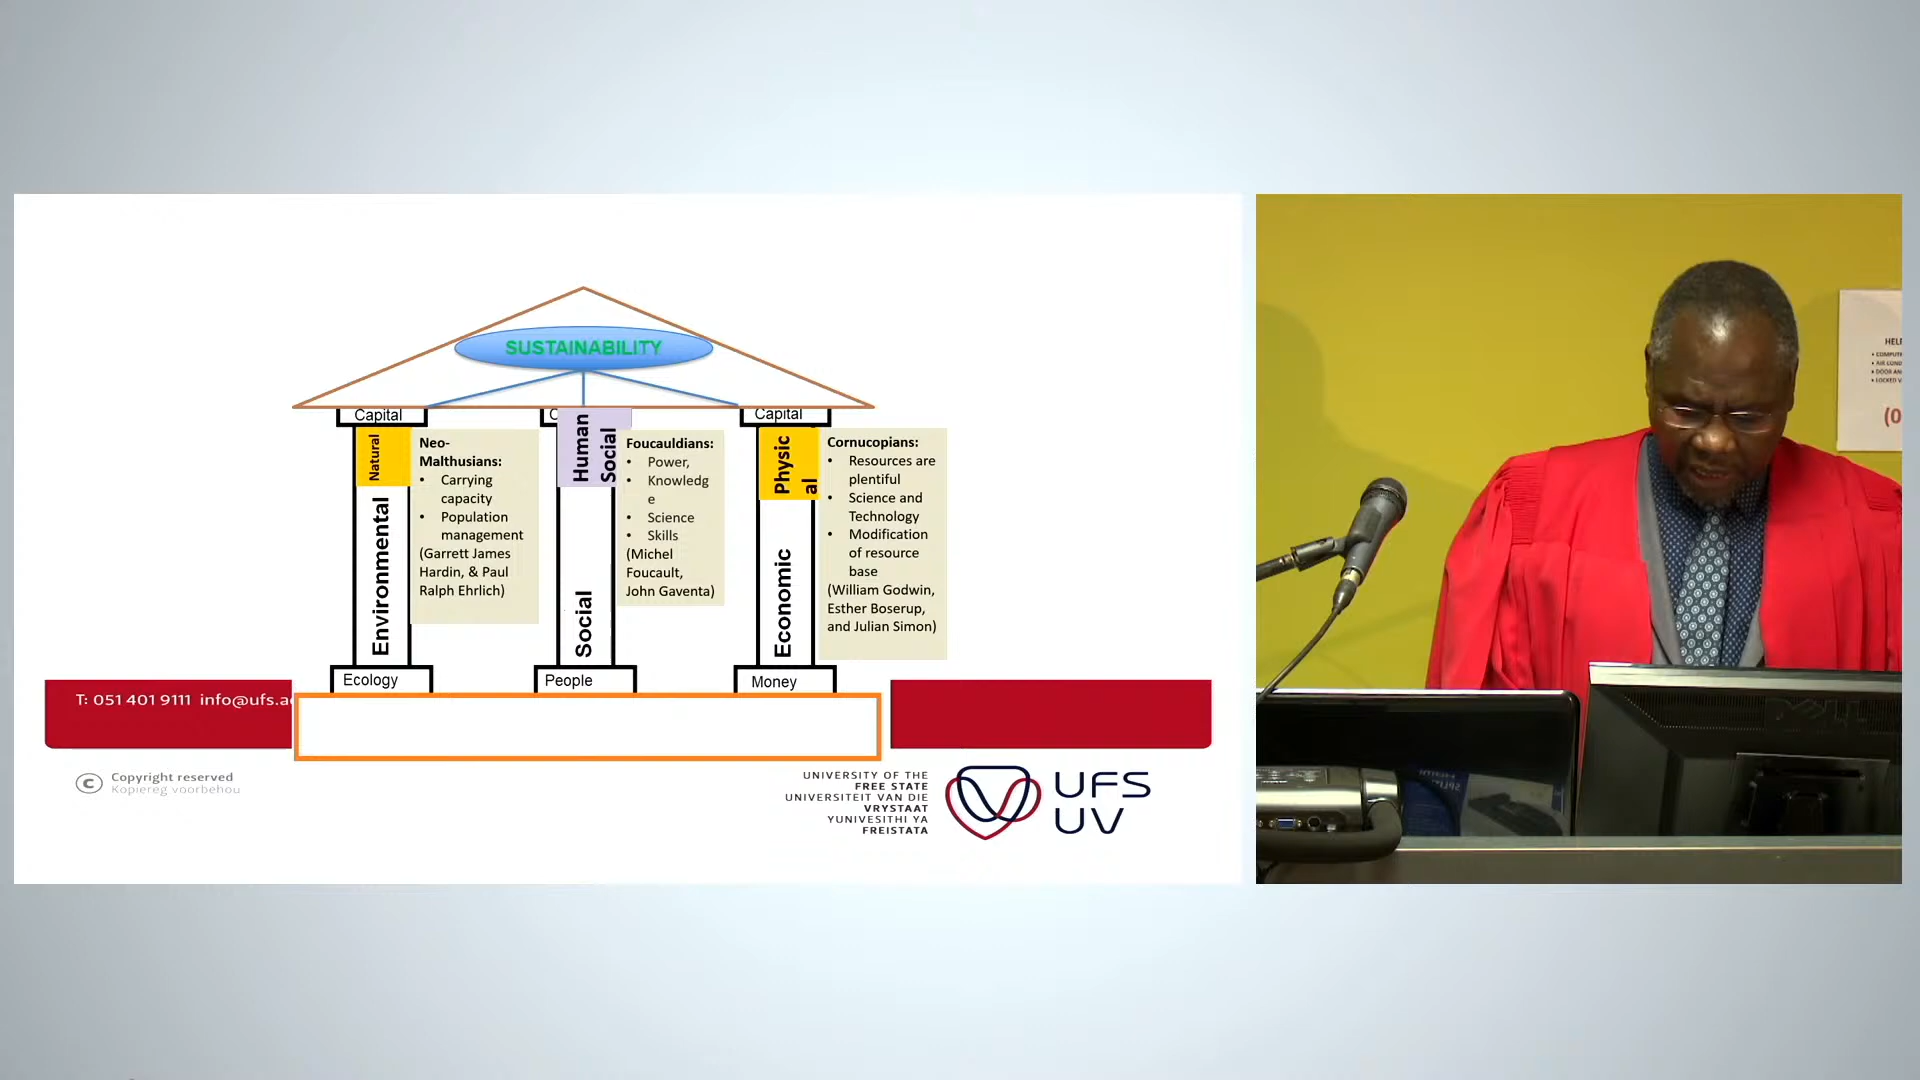 SUSTAINABILITY
Capital
Capital
Natural
Environmental
Ecology
Neo-
Malthusians:
• Carrying
capacity
• Population
management
(Garrett James
Hardin, & Paul
Ralph Ehrlich)
Human
Social
Social
People
Foucauldians:
• Power,
• Knowledg
e
• Science
• Skills
(Michel
Foucault,
John Gaventa)
Physic
al
Economic
Money
Cornucopians:
• Resources are
plentiful
• Science and
Technology
• Modification
of resource
base
(William Godwin,
Esther Boserup,
and Julian Simon)
T: 051 401 9111 info@ufs.a
© Copyright reserved
Kopiereg voorbehou
UNIVERSITY OF THE
FREE STATE
UNIVERSITEIT VAN DIE
VRYSTAAT
YUNIVESITHI YA
FREISTATA
UFS
UV
DELL